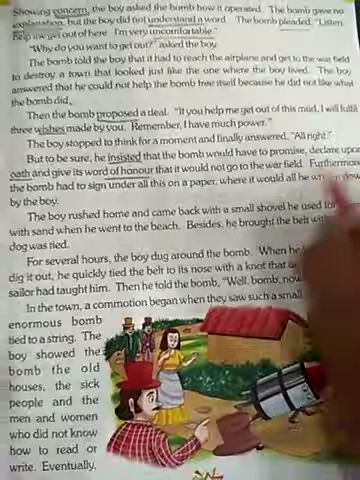 Showing concern, the boy asked the bomb how it operated. The bomb gave no
explanation, but the boy did not understand a word. The bomb pleaded, "Listen,
help me get out of here. I'm very uncomfortable."
"Why do you want to get out?" asked the boy.
The bomb told the boy that it had to reach the airplane and get to the war field
to destroy a town that looked just like the one where the boy lived. The boy
answered that he could not help the bomb free itself because he did not like what
the bomb did.
Then the bomb proposed a deal. "If you help me get out of this mud, I will fulfil
three wishes made by you. Remember, I have much power."
The boy stopped to think for a moment and finally answered, "All right."
But to be sure, he insisted that the bomb would have to promise, declare upon
oath and give its word of honour that it would not go to the war field. Furthermore
the bomb had to sign under all this on a paper, where it would all be
by the boy.
The boy rushed home and came back with a small shovel he used
with sand when he went to the beach. Besides, he brought the belt
dog was tied.
For several hours, the boy dug around the bomb. When he
dig it out, he quickly tied the belt to its nose with a knot that
sailor had taught him. Then he told the bomb, "Well, bomb,
In the town, a commotion began when they saw such a small
enormous bomb
tied to a string. The
boy showed the
bomb the old
houses, the sick
people and the
men and women
who did not know
how to read or
write. Eventually,